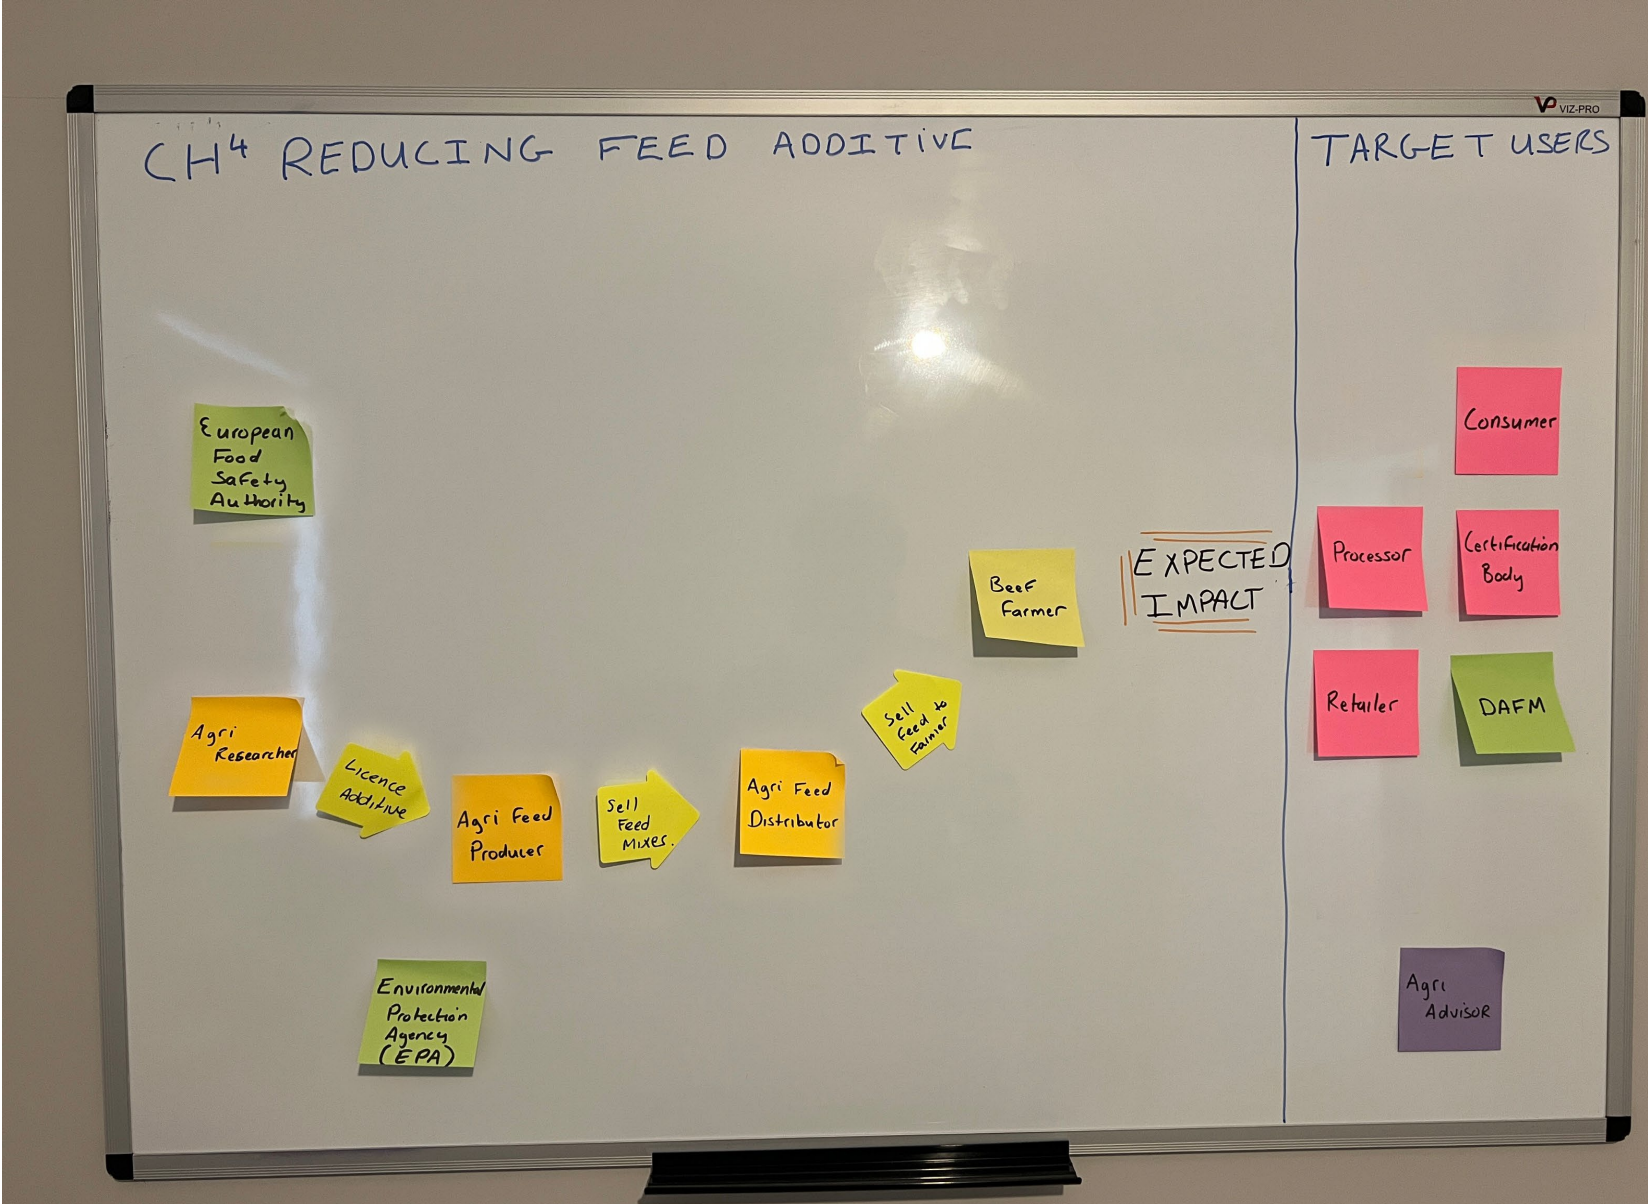 VP VIZ-PRO
CH⁴ REDUCING FEED ADDITIVE
TARGET USERS
European
Food
Safety
Authority
Agri
Researcher
Licence
Additive
Agri Feed
Producer
Sell
Feed
Mixes.
Agri Feed
Distributor
Sell
feed to
Farmer
Beef
Farmer
EXPECTED
IMPACT
Environmental
Protection
Agency
(EPA)
Consumer
Processor
Certification
Body
Retailer
DAFM
Agri
Advisor